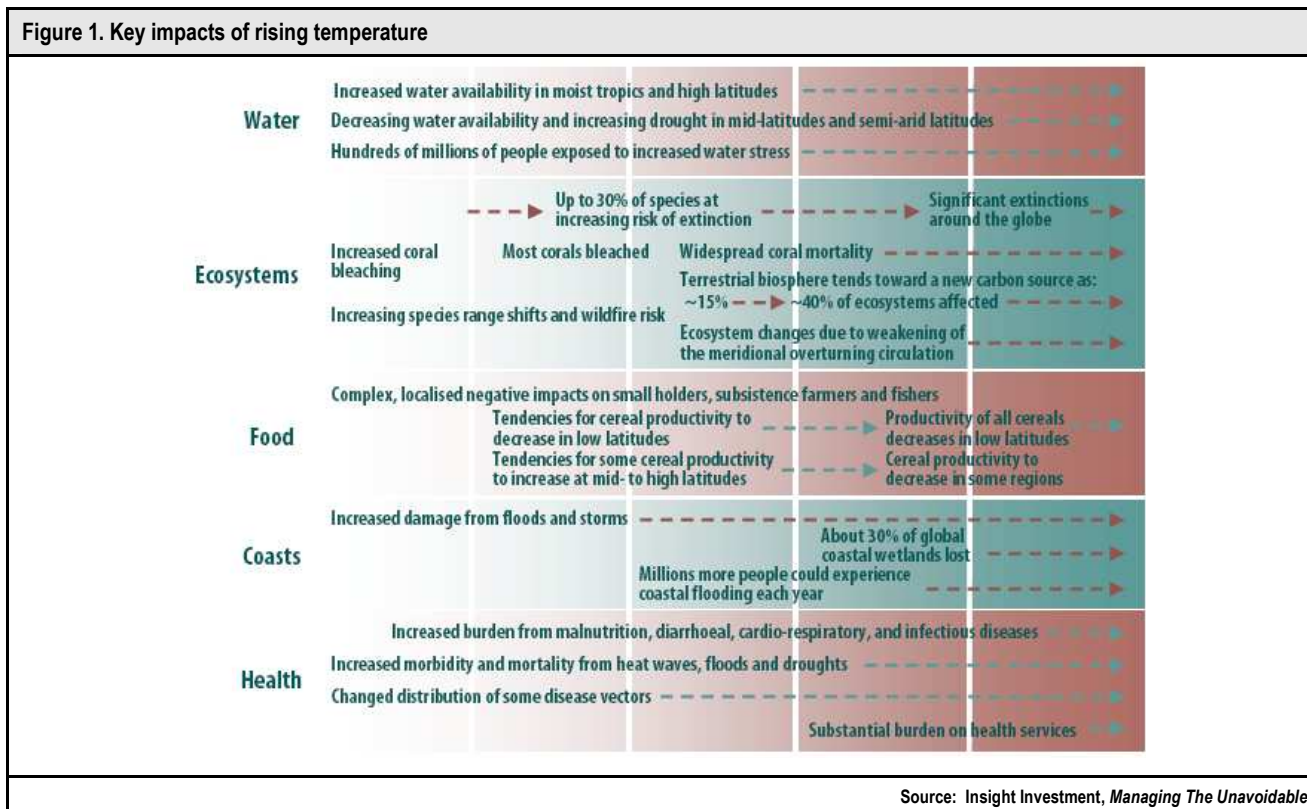 Figure 1. Key impacts of rising temperature
Water
Increased water availability in moist tropics and high latitudes
Decreasing water availability and increasing drought in mid-latitudes and semi-arid latitudes
Hundreds of millions of people exposed to increased water stress
Ecosystems
Up to 30% of species at
increasing risk of extinction
Significant extinctions
around the globe
Increased coral
bleaching
Most corals bleached
Widespread coral mortality
Terrestrial biosphere tends toward a new carbon source as:
~15%
~40% of ecosystems affected
Increasing species range shifts and wildfire risk
Ecosystem changes due to weakening of
the meridional overturning circulation
Food
Complex, localised negative impacts on small holders, subsistence farmers and fishers
Tendencies for cereal productivity to
decrease in low latitudes
Productivity of all cereals
decreases in low latitudes
Tendencies for some cereal productivity
to increase at mid- to high latitudes
Cereal productivity to
decrease in some regions
Coasts
Increased damage from floods and storms
About 30% of global
coastal wetlands lost
Millions more people could experience
coastal flooding each year
Health
Increased burden from malnutrition, diarrhoeal, cardio-respiratory, and infectious diseases
Increased morbidity and mortality from heat waves, floods and droughts
Changed distribution of some disease vectors
Substantial burden on health services
Source: Insight Investment, Managing The Unavoidable